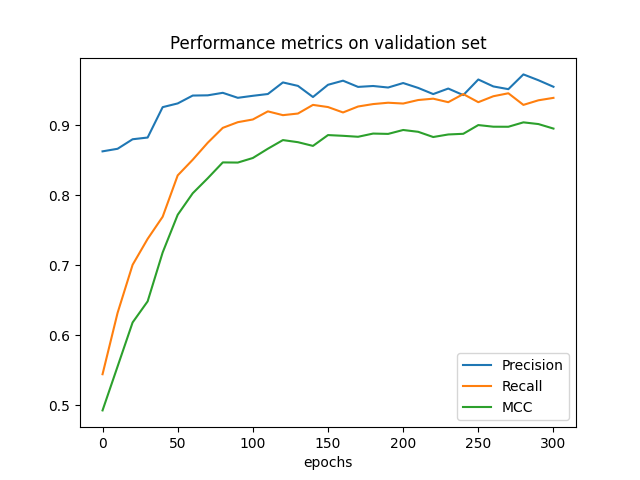 Performance metrics on validation set
0.9
0.8
0.7
0.6
0.5
Precision
Recall
MCC
0 50 100 150 200 250 300
epochs